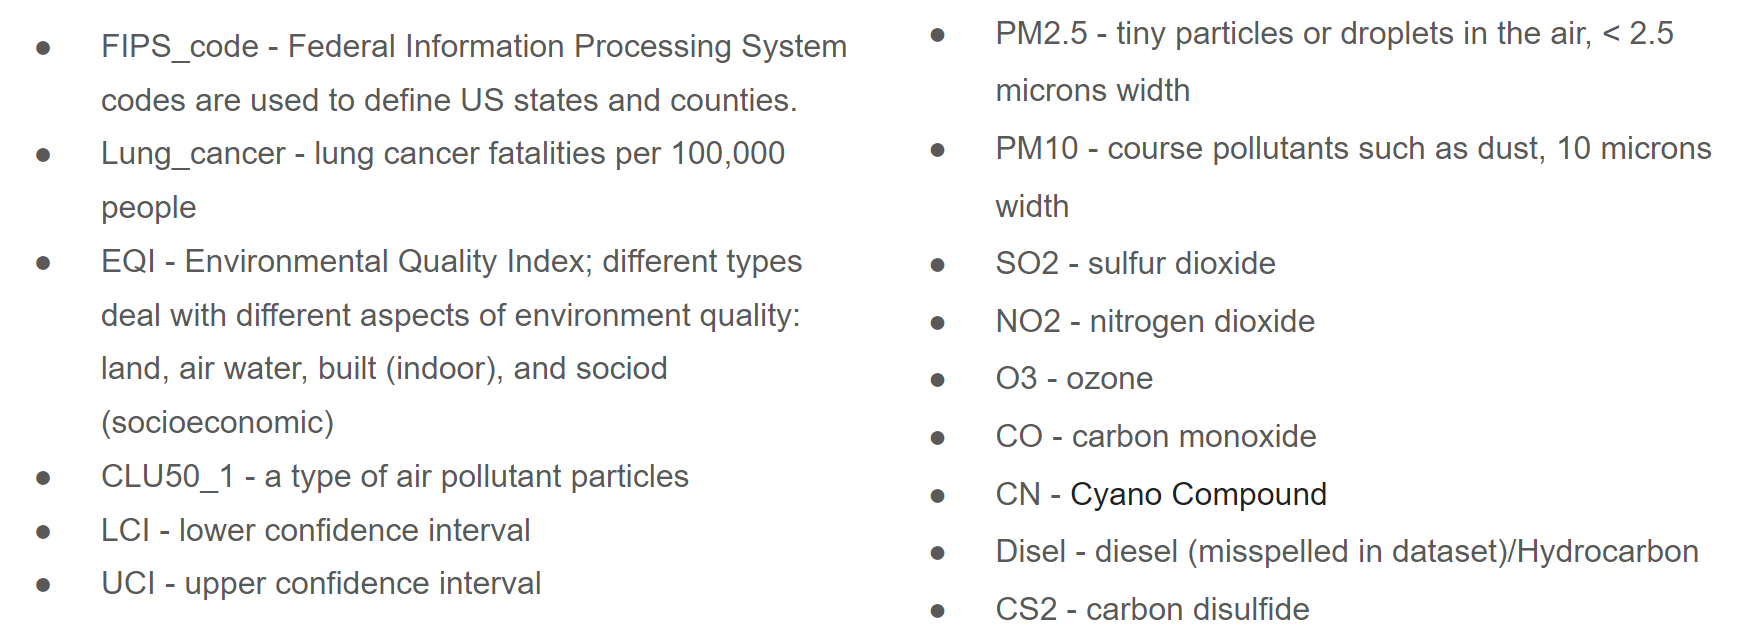 ● FIPS_code - Federal Information Processing System
codes are used to define US states and counties.
● Lung_cancer - lung cancer fatalities per 100,000
people
● EQI - Environmental Quality Index; different types
deal with different aspects of environment quality:
land, air water, built (indoor), and sociod
(socioeconomic)
● CLU50_1 - a type of air pollutant particles
● LCI - lower confidence interval
● UCI - upper confidence interval
● PM2.5 - tiny particles or droplets in the air, < 2.5
microns width
● PM10 - course pollutants such as dust, 10 microns
width
● SO2 - sulfur dioxide
● NO2 - nitrogen dioxide
● O3 - ozone
● CO - carbon monoxide
● CN - Cyano Compound
● Disel - diesel (misspelled in dataset)/Hydrocarbon
● CS2 - carbon disulfide